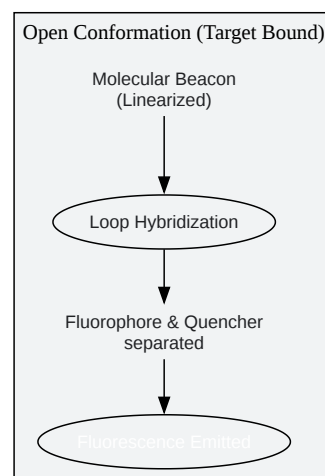 Open Conformation (Target Bound)
Molecular Beacon
(Linearized)
Loop Hybridization
Fluorophore & Quencher
separated
Fluorescence Emitted